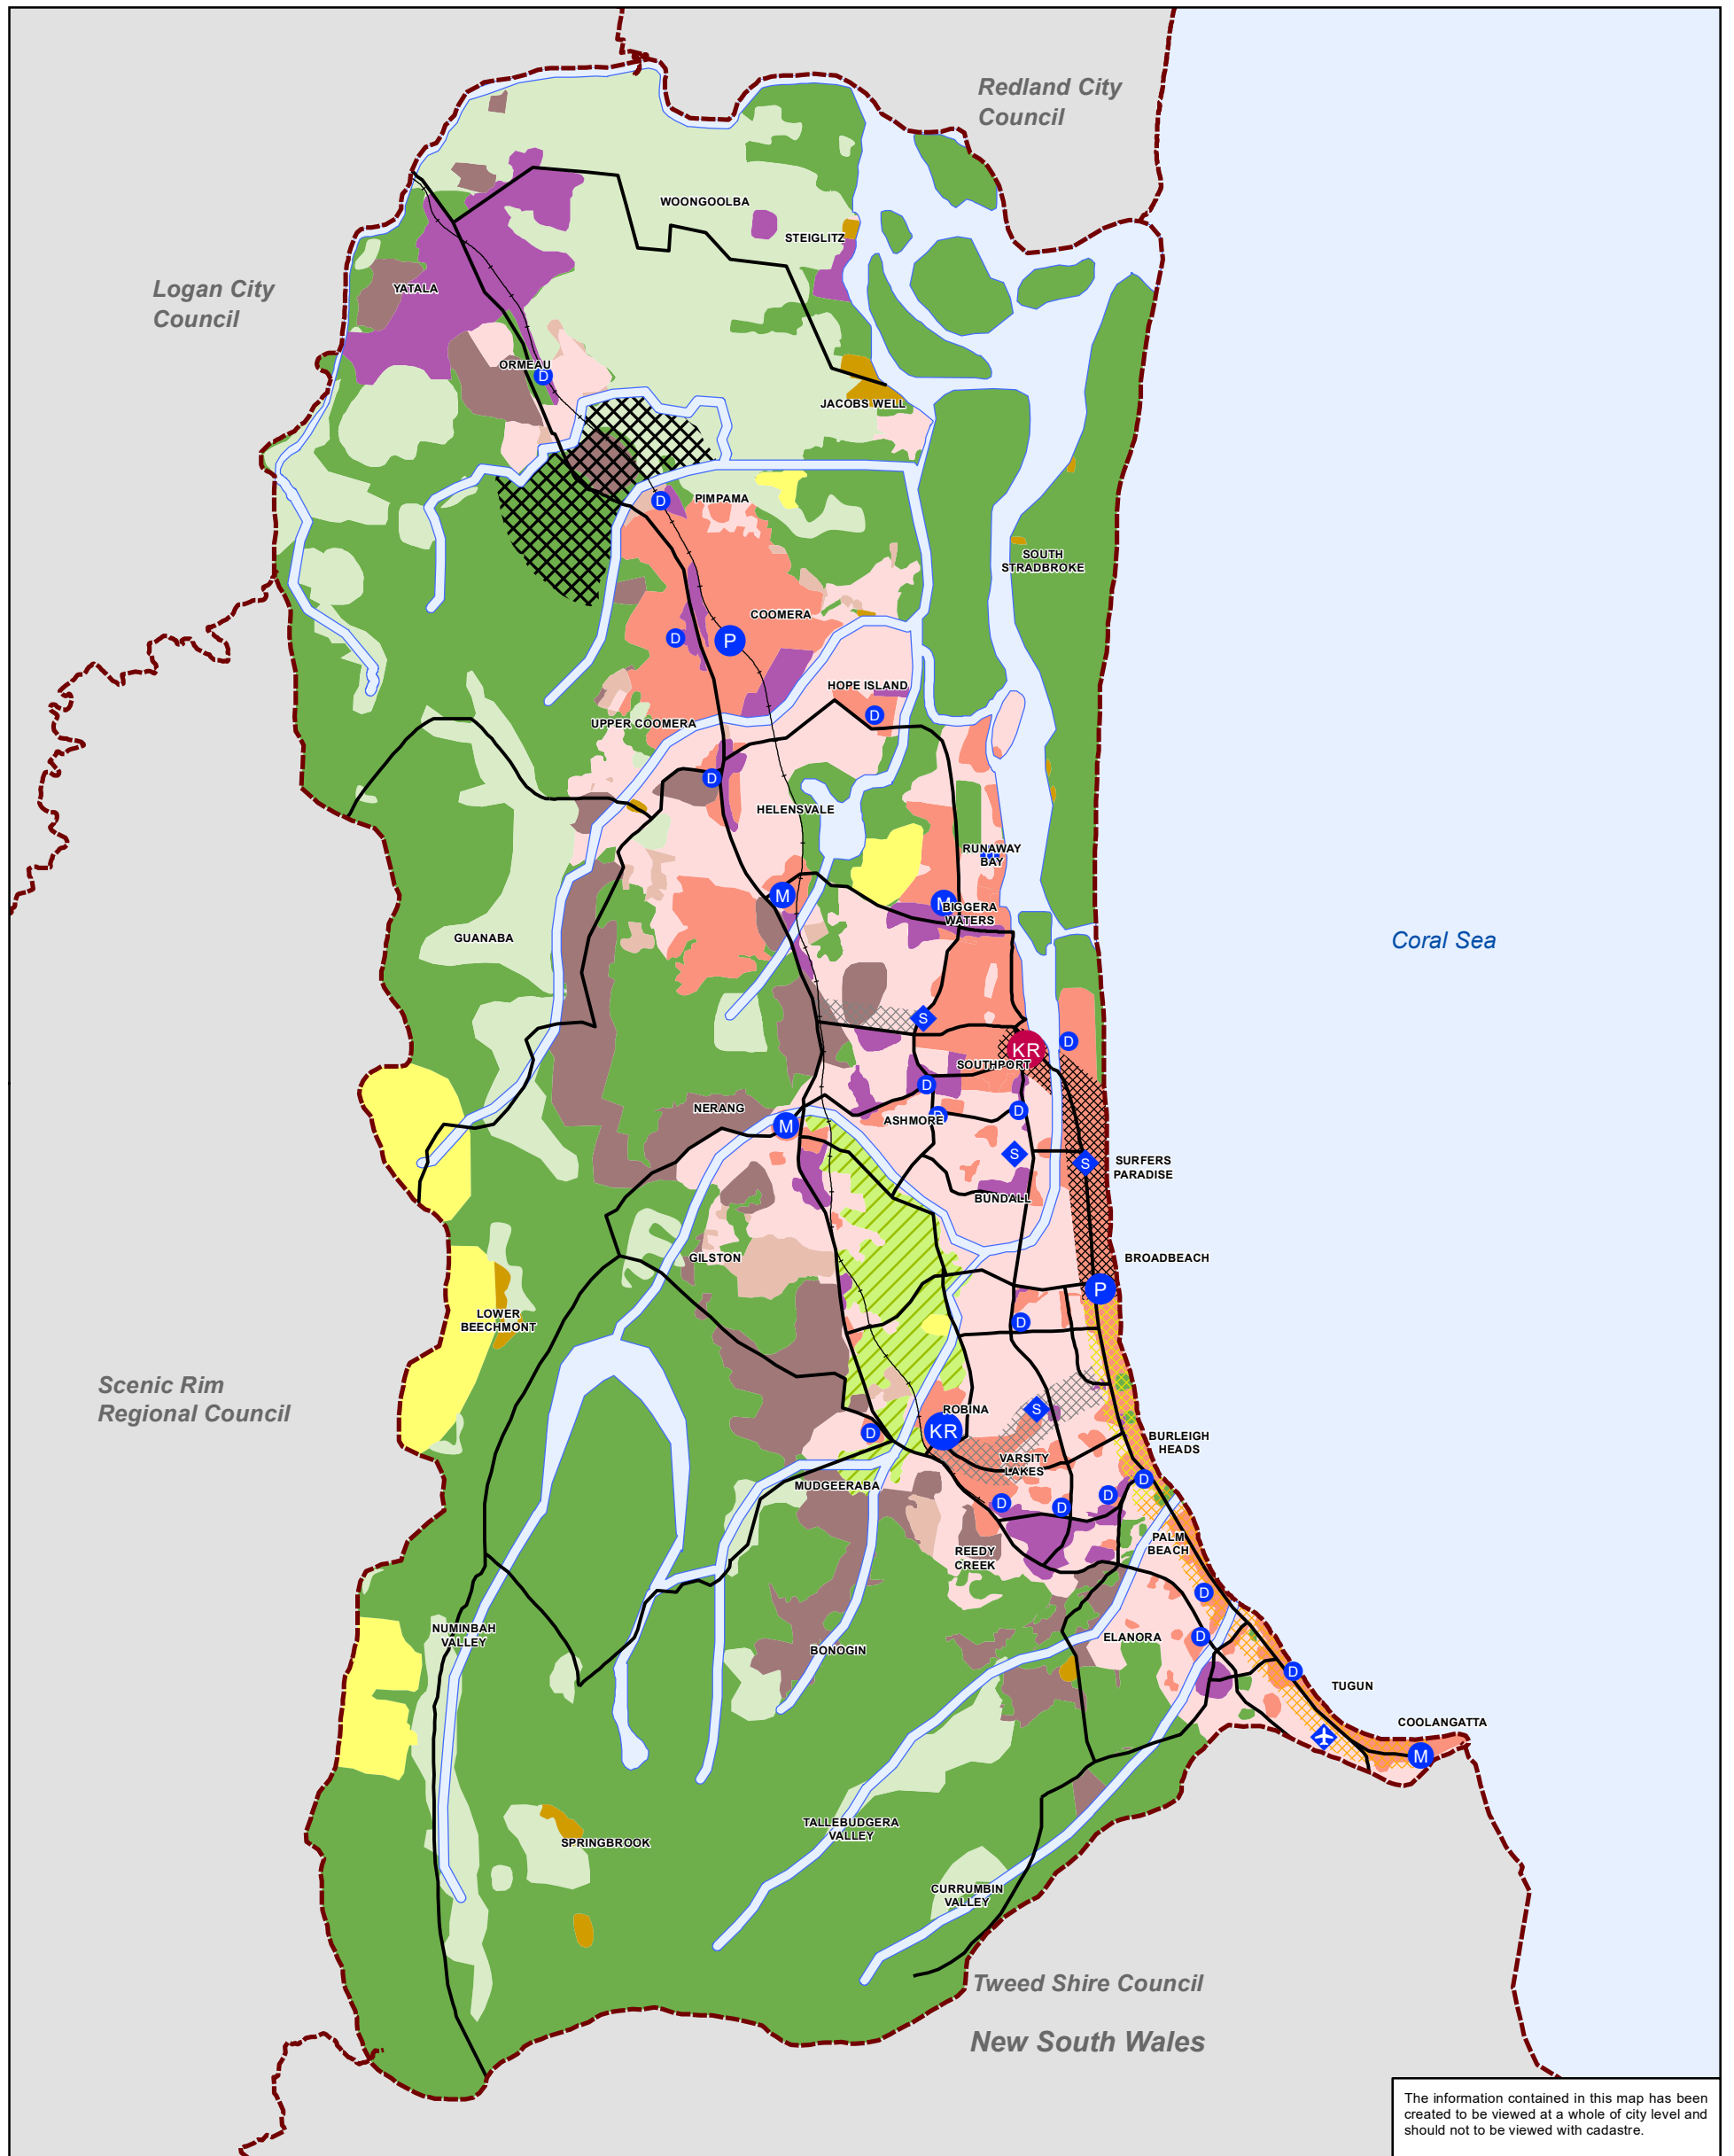 Redland City
Council
WOONGOOLBA
STEIGLITZ
Logan City
Council
YATALA
ORMEAU
D
JACOBS WELL
D
PIMPAMA
SOUTH
STRADBROKE
COOMERA
D
P
HOPE ISLAND
D
UPPER COOMERA
D
HELENSVALE
RUNAWAY
BAY
M
M
BIGGERA
WATERS
GUANABA
Coral Sea
S
KR
D
SOUTHPORT
D
NERANG
D
D
ASHMORE
M
S
S
SURFERS
PARADISE
BUNDALL
GILSTON
BROADBEACH
P
LOWER
BEECHMONT
D
Scenic Rim
Regional Council
S
ROBINA
D
KR
BURLEIGH
HEADS
VARSITY
LAKES
MUDGEERABA
D
D
D
D
PALM
BEACH
REEDY
CREEK
D
NUMINBAH
VALLEY
ELANORA
D
BONOGIN
D
TUGUN
COOLANGATTA
M
TALLEBUDGERA
VALLEY
SPRINGBROOK
CURRUMBIN
VALLEY
Tweed Shire Council
New South Wales
The information contained in this map has been
created to be viewed at a whole of city level and
should not to be viewed with cadastre.